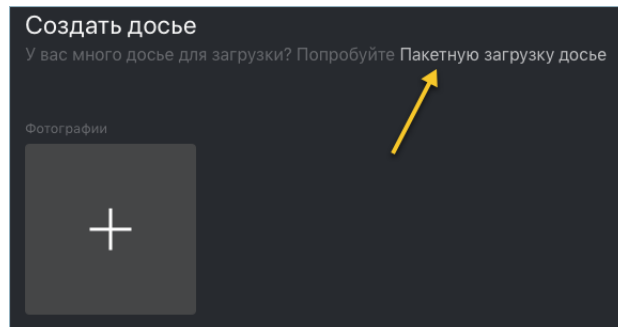 Создать досье
У вас много досье для загрузки? Попробуйте Пакетную загрузку досье
Фотографии